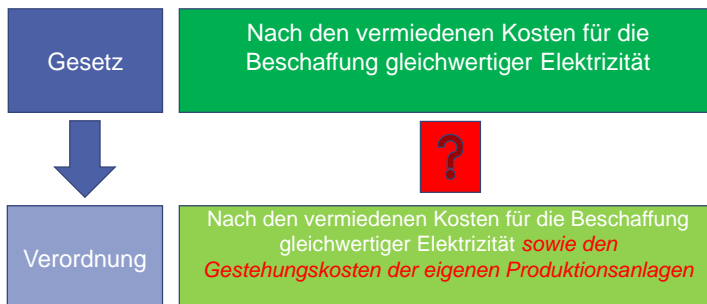 Gesetz
Nach den vermiedenen Kosten für die
Beschaffung gleichwertiger Elektrizität
?
Verordnung
Nach den vermiedenen Kosten für die Beschaffung
gleichwertiger Elektrizität sowie den
Gestehungskosten der eigenen Produktionsanlagen